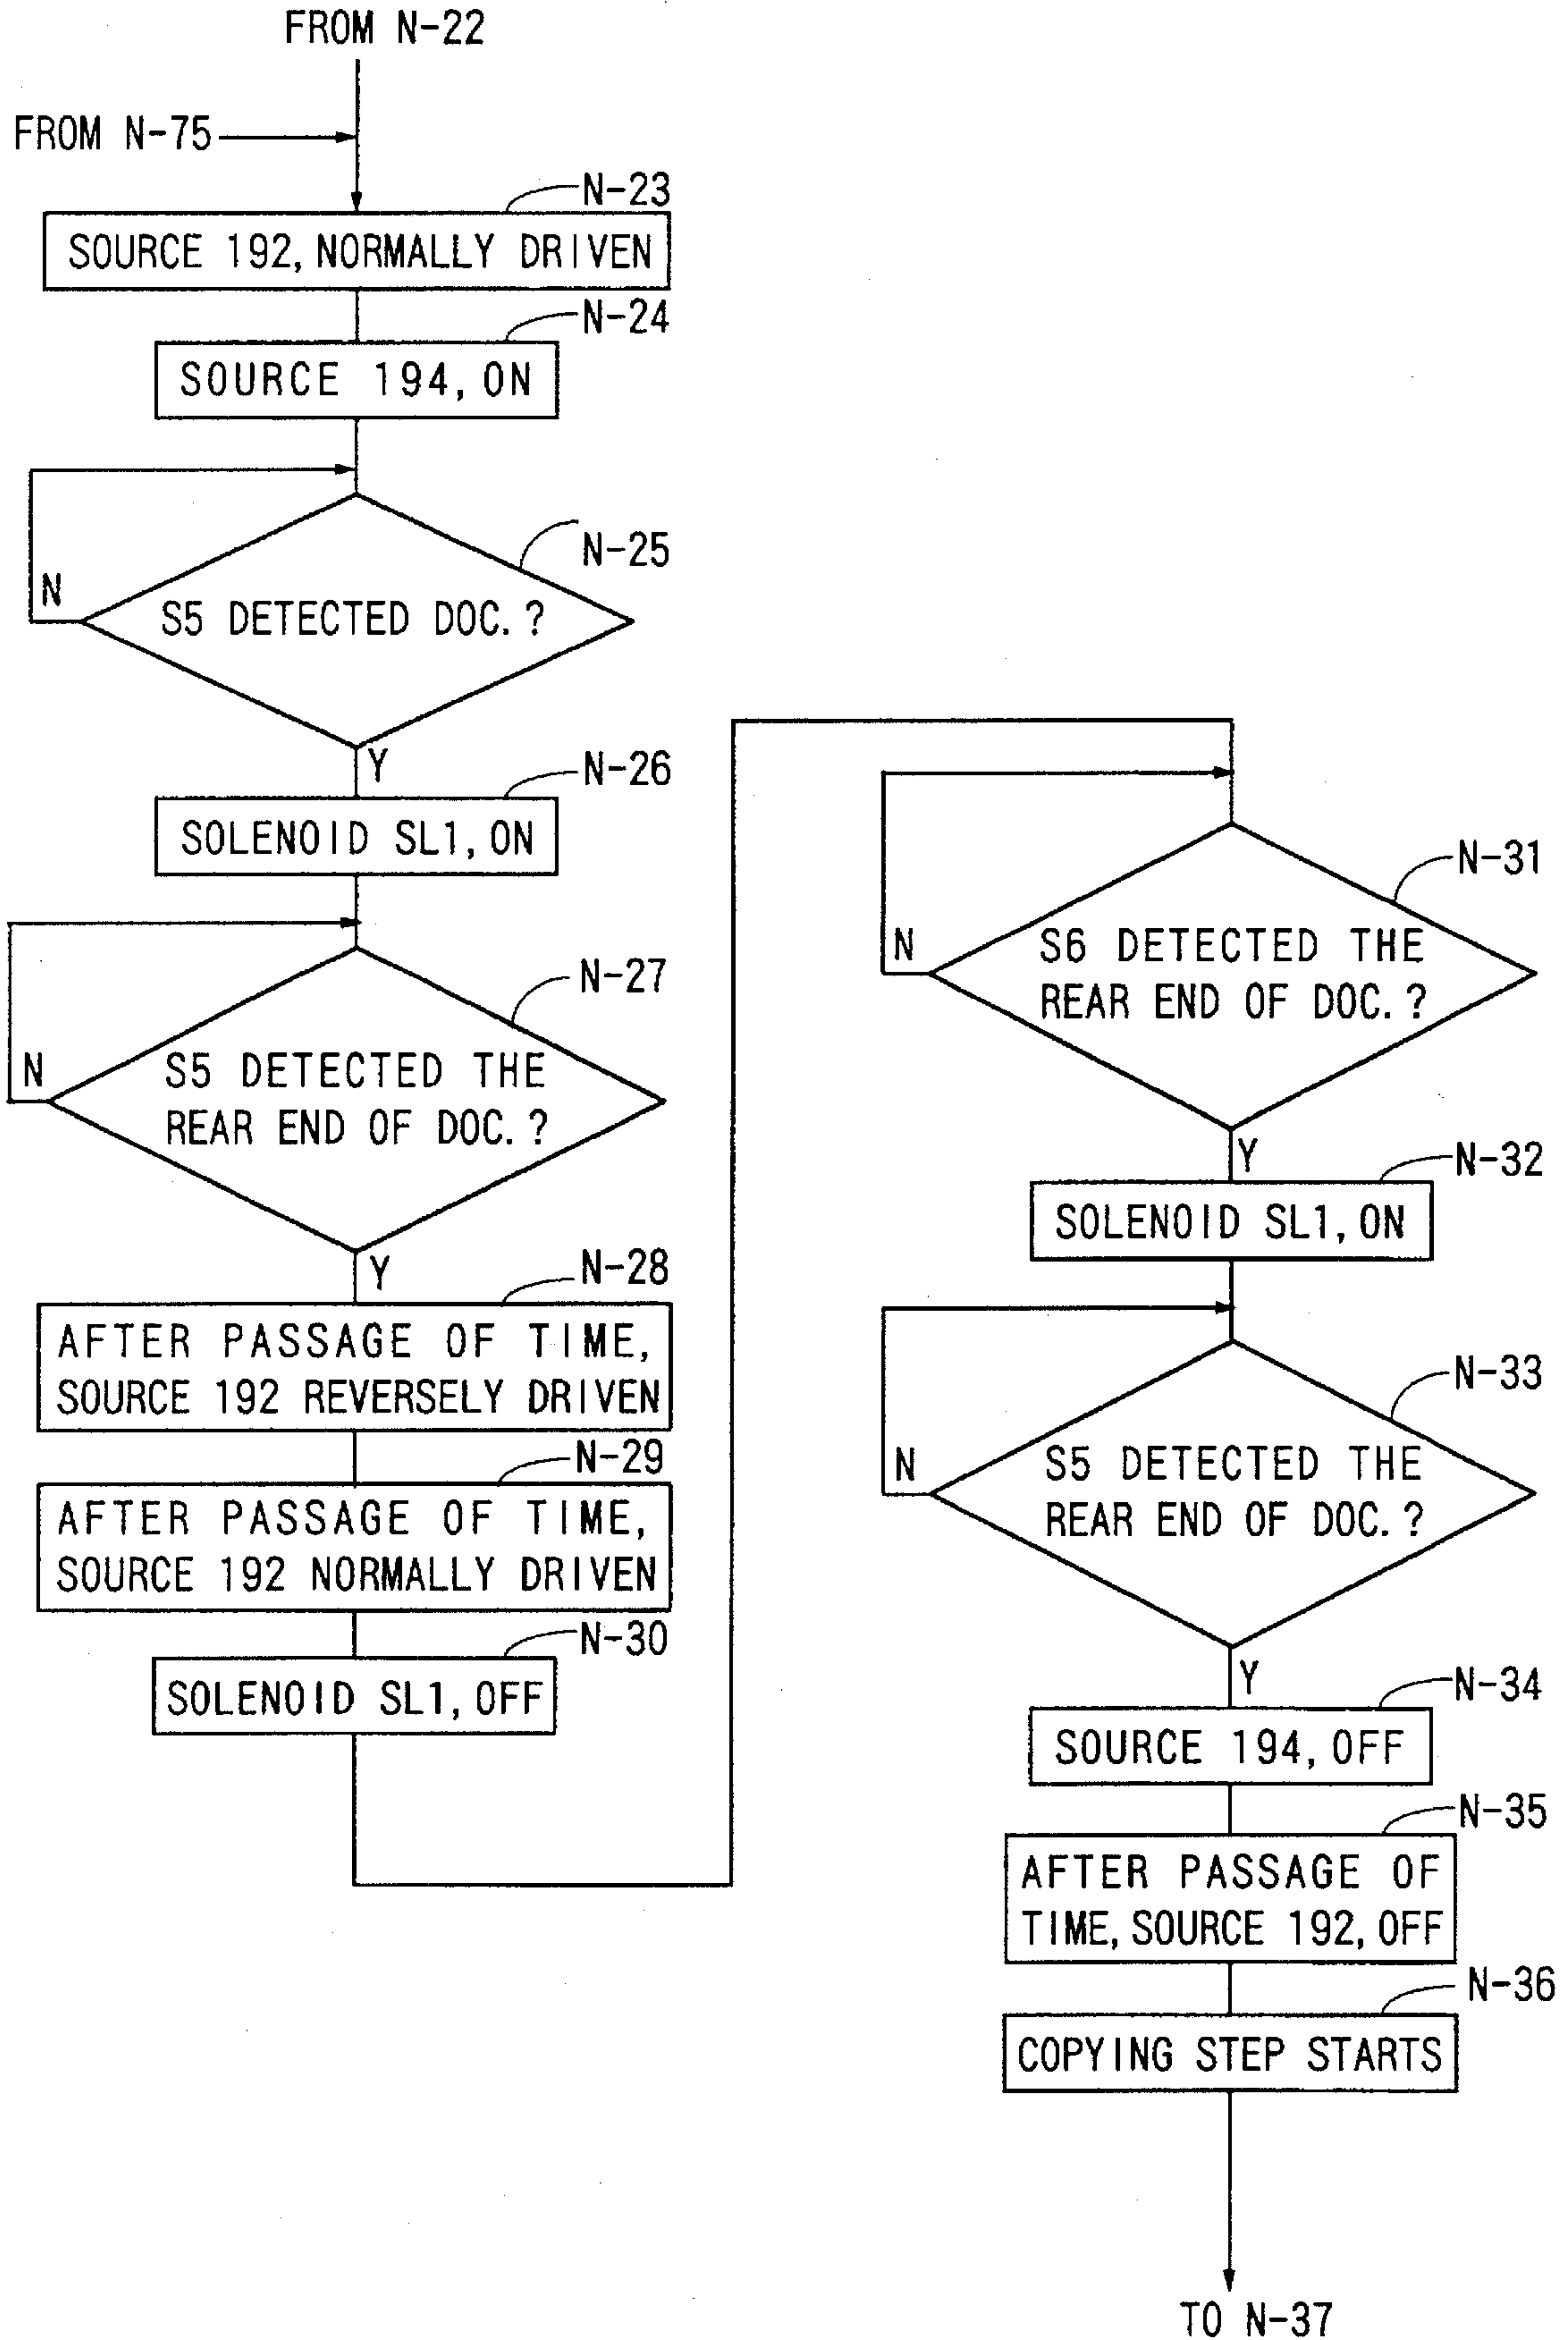 FROM N-22
FROM N-75
N-23
SOURCE 192, NORMALLY DRIVEN
N-24
SOURCE 194, ON
N-25
S5 DETECTED DOC. ?
N
Y
N-26
SOLENOID SL1, ON
N-27
S5 DETECTED THE
REAR END OF DOC. ?
N
Y
N-28
AFTER PASSAGE OF TIME,
SOURCE 192 REVERSELY DRIVEN
N-29
AFTER PASSAGE OF TIME,
SOURCE 192 NORMALLY DRIVEN
N-30
SOLENOID SL1, OFF
N-31
S6 DETECTED THE
REAR END OF DOC. ?
N
Y
N-32
SOLENOID SL1, ON
N-33
S5 DETECTED THE
REAR END OF DOC. ?
N
Y
N-34
SOURCE 194, OFF
N-35
AFTER PASSAGE OF
TIME, SOURCE 192, OFF
N-36
COPYING STEP STARTS
TO N-37